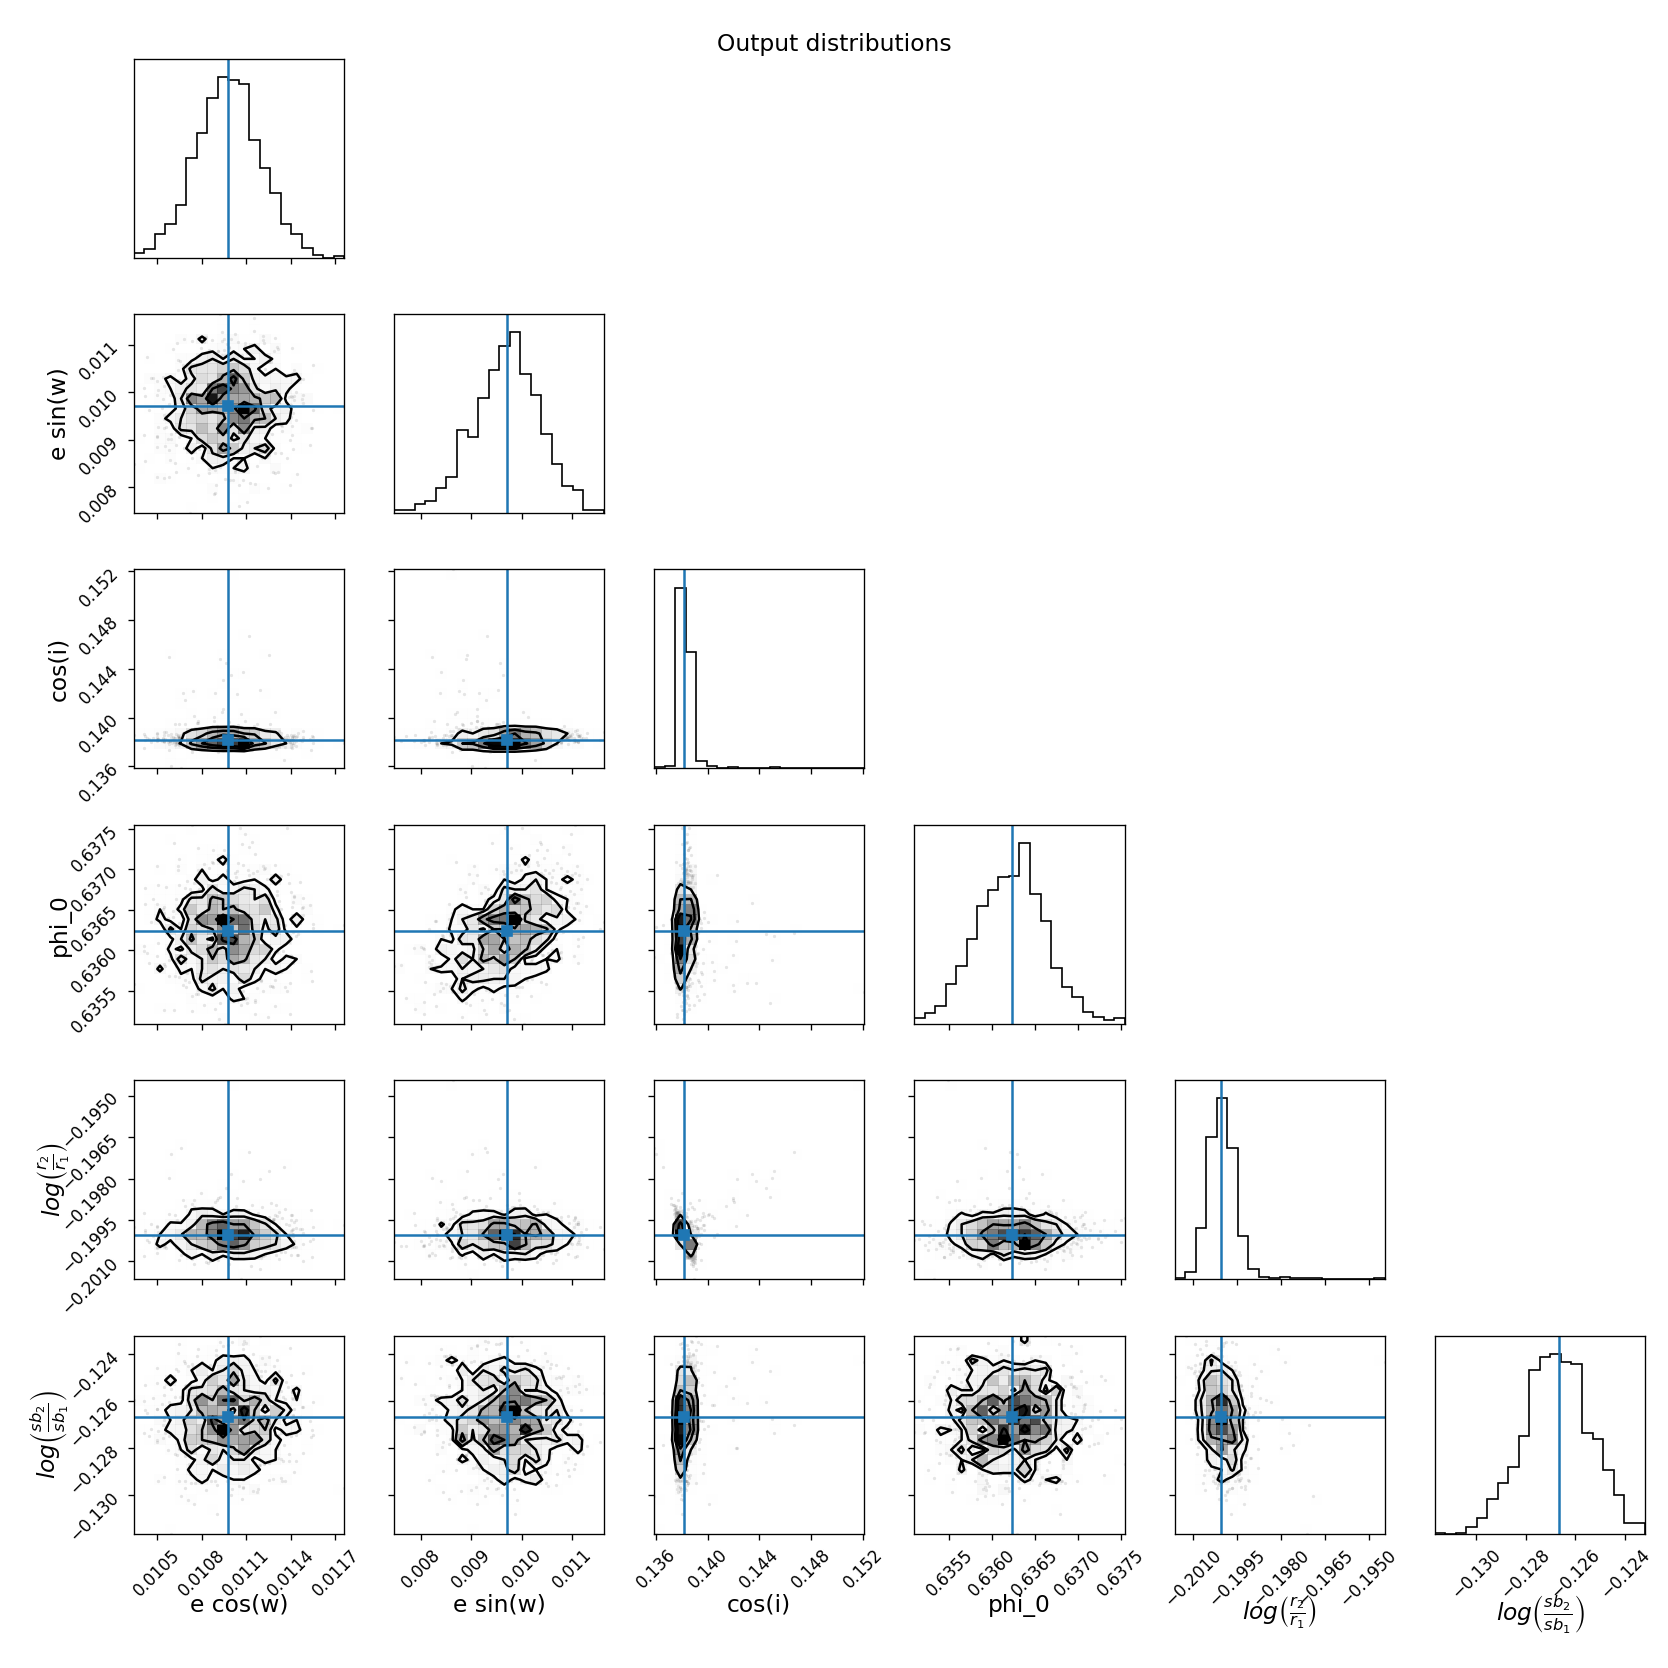 Output distributions
e sin(w)
0.011
0.010
0.009
0.008
cos(i)
0.152
0.148
0.144
0.140
0.136
phi_0
0.6375
0.6370
0.6365
0.6360
0.6355
log(r₂/r₁)
−0.1950
−0.1965
−0.1980
−0.1995
−0.2010
log(sb₂/sb₁)
−0.124
−0.126
−0.128
−0.130
0.0105 0.0108 0.0111 0.0114 0.0117
e cos(w)
0.008 0.009 0.010 0.011
e sin(w)
0.136 0.140 0.144 0.148 0.152
cos(i)
0.6355 0.6360 0.6365 0.6370 0.6375
phi_0
−0.2010 −0.1995 −0.1980 −0.1965 −0.1950
log(r₂/r₁)
−0.130 −0.128 −0.126 −0.124
log(sb₂/sb₁)